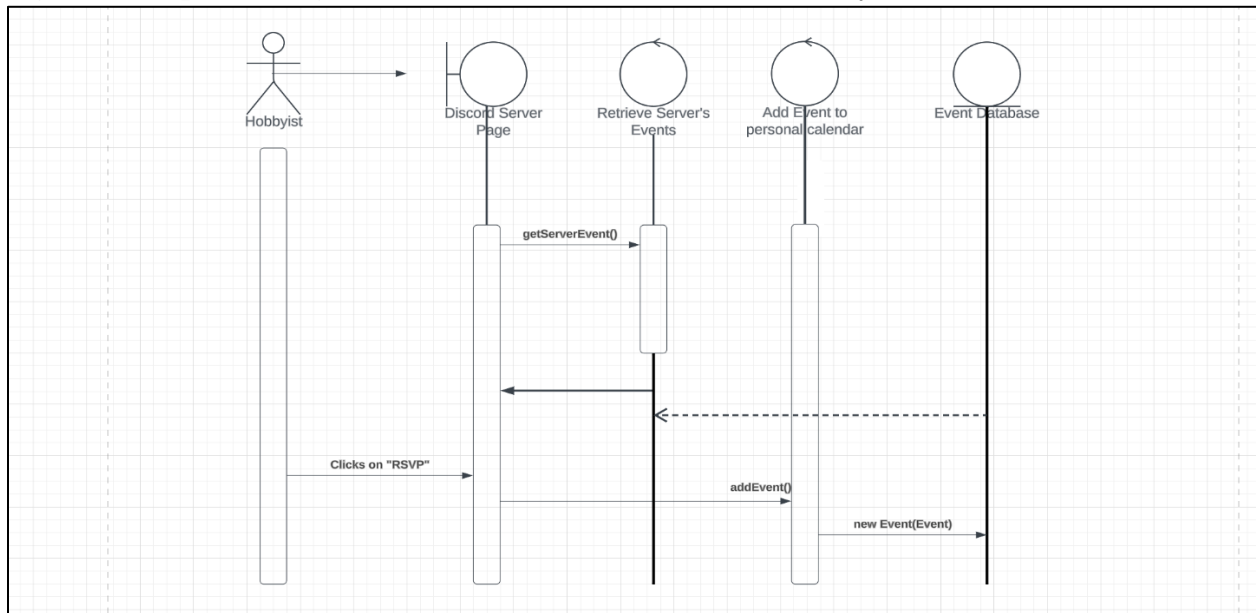 Hobbyist
Discord Server
Page
Retrieve Server's
Events
Add Event to
personal calendar
Event Database
getServerEvent()
Clicks on "RSVP"
addEvent()
new Event(Event)